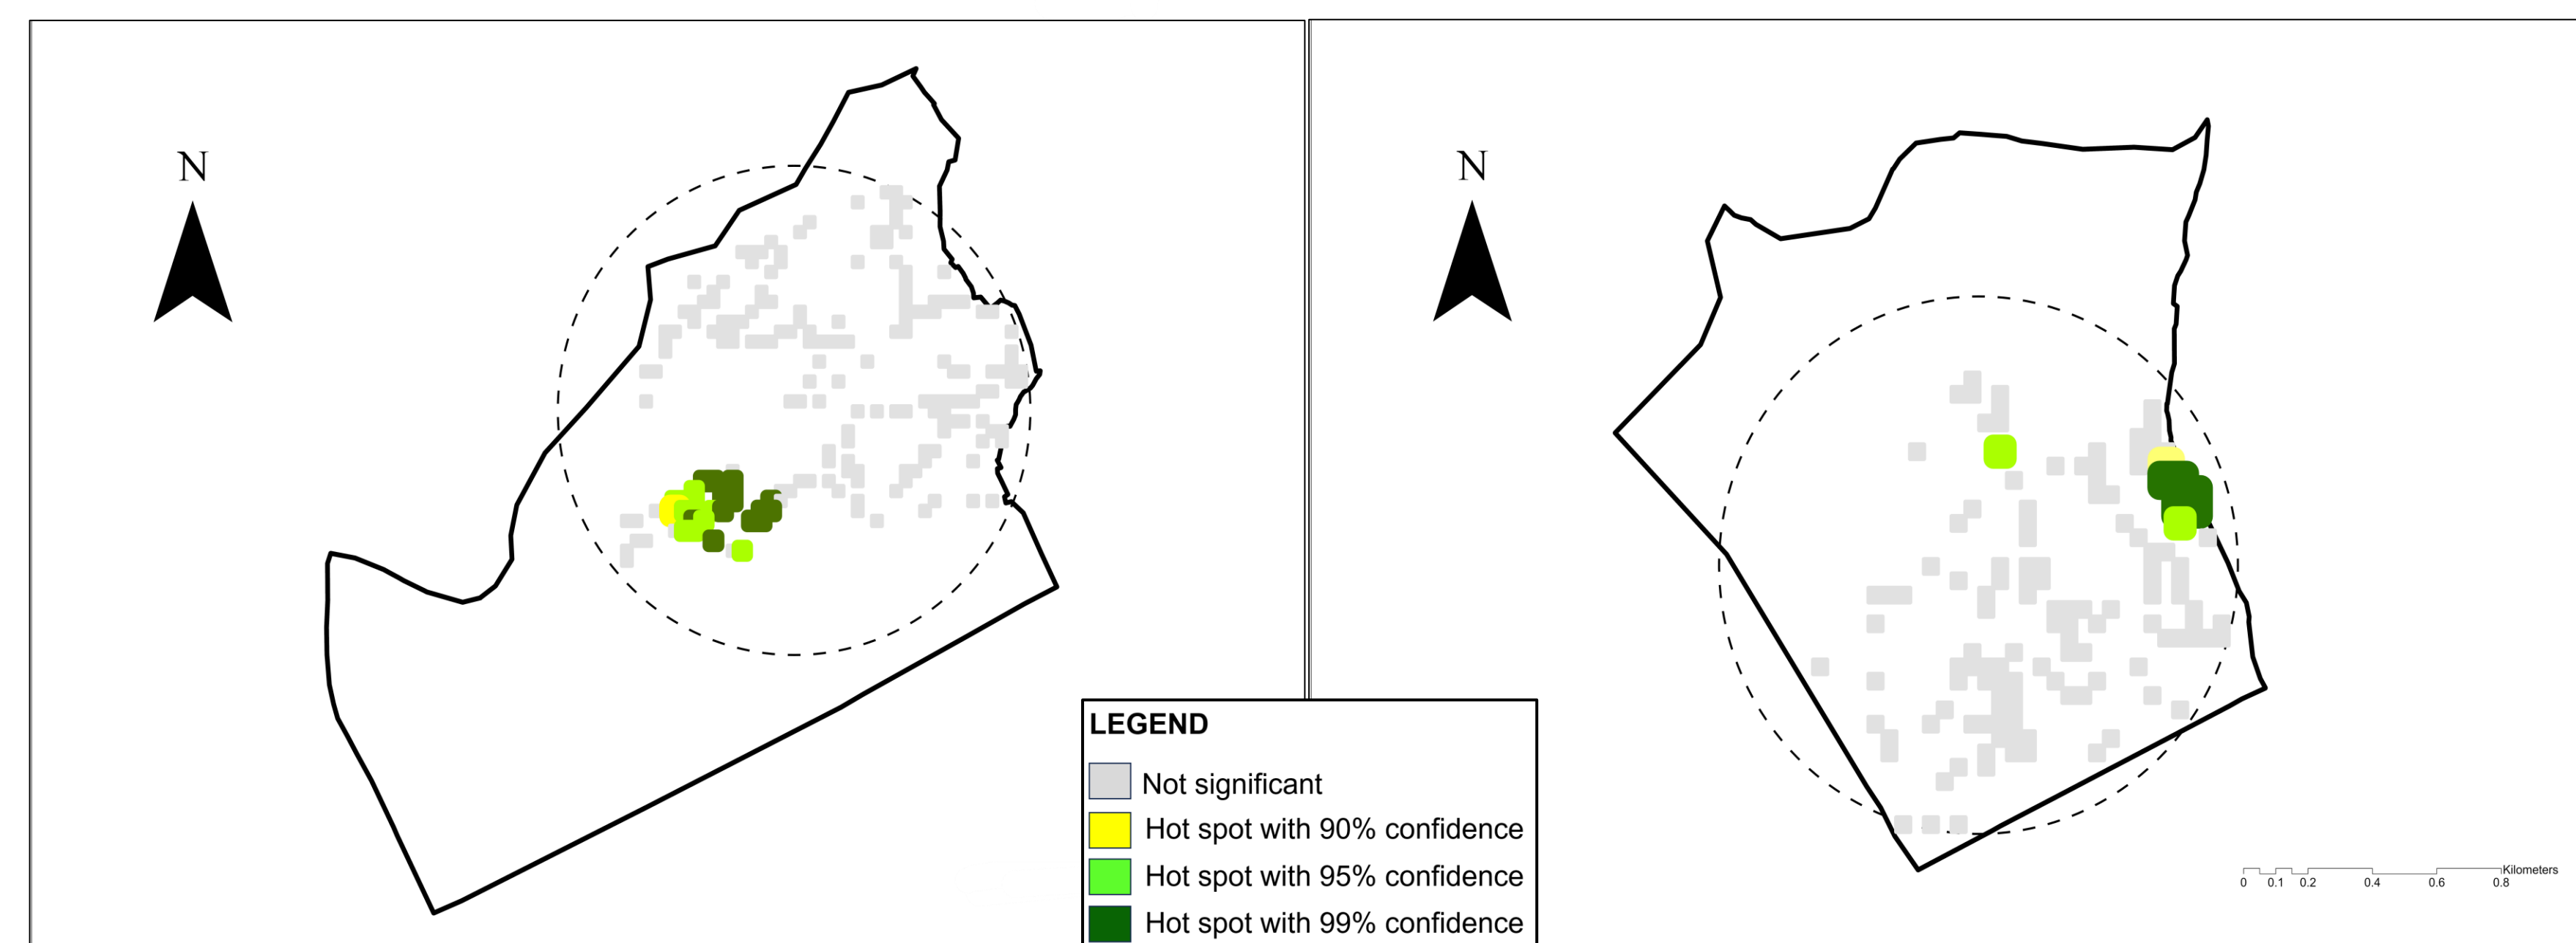 N
N
LEGEND
Not significant
Hot spot with 90% confidence
Hot spot with 95% confidence
Hot spot with 99% confidence
Kilometers
0 0.1 0.2 0.4 0.6 0.8